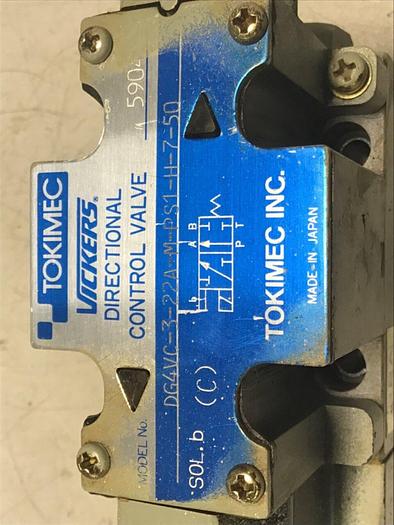 TOKIMEC
VICKERS®
DIRECTIONAL
CONTROL VALVE
5904
MODEL No.
DG4VC-3-22A-M-PS1-H-7-50
SOL.b (C)
A B
P T
b
TOKIMEC INC.
MADE-IN JAPAN